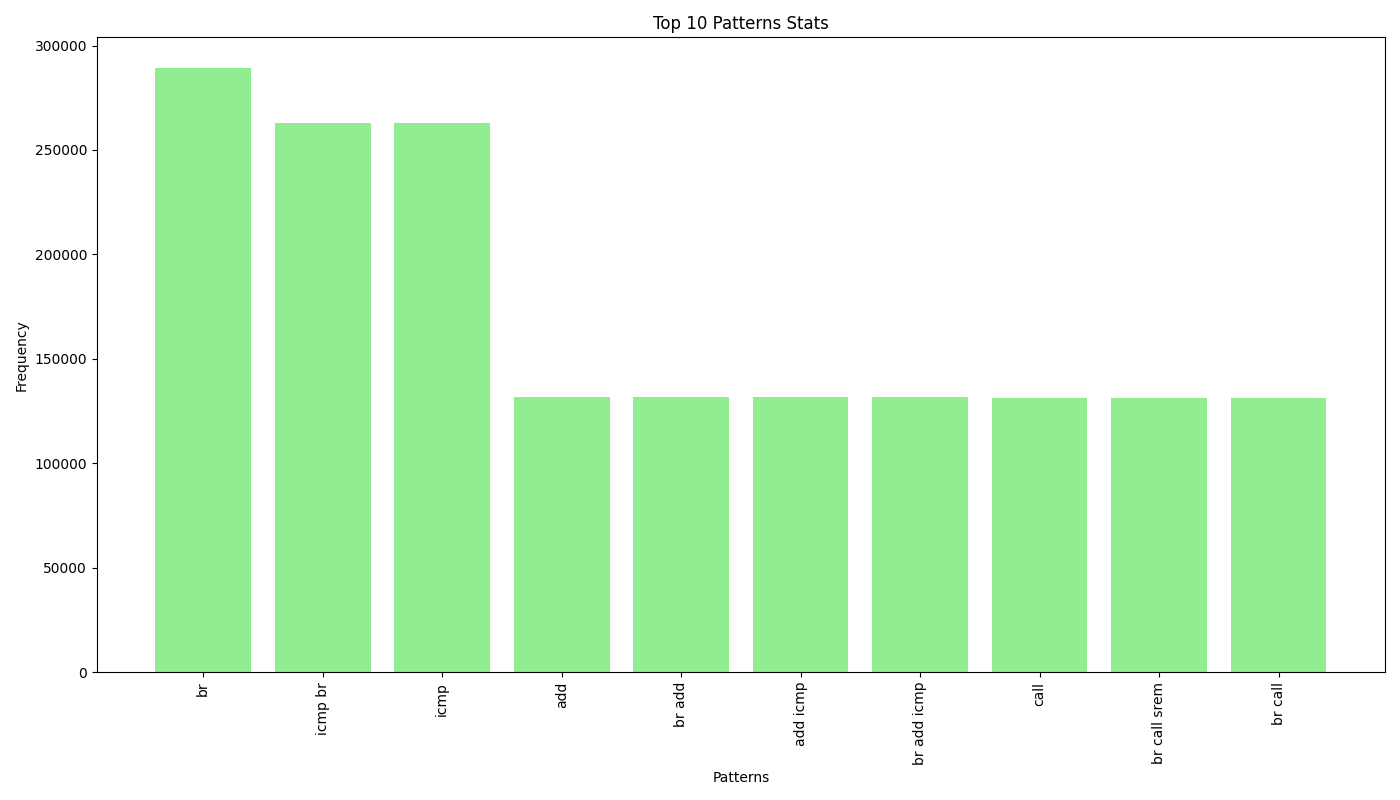 Top 10 Patterns Stats
300000
250000
200000
150000
100000
50000
0
Frequency
br
icmp br
icmp
add
br add
add icmp
br add icmp
call
br call srem
br call
Patterns